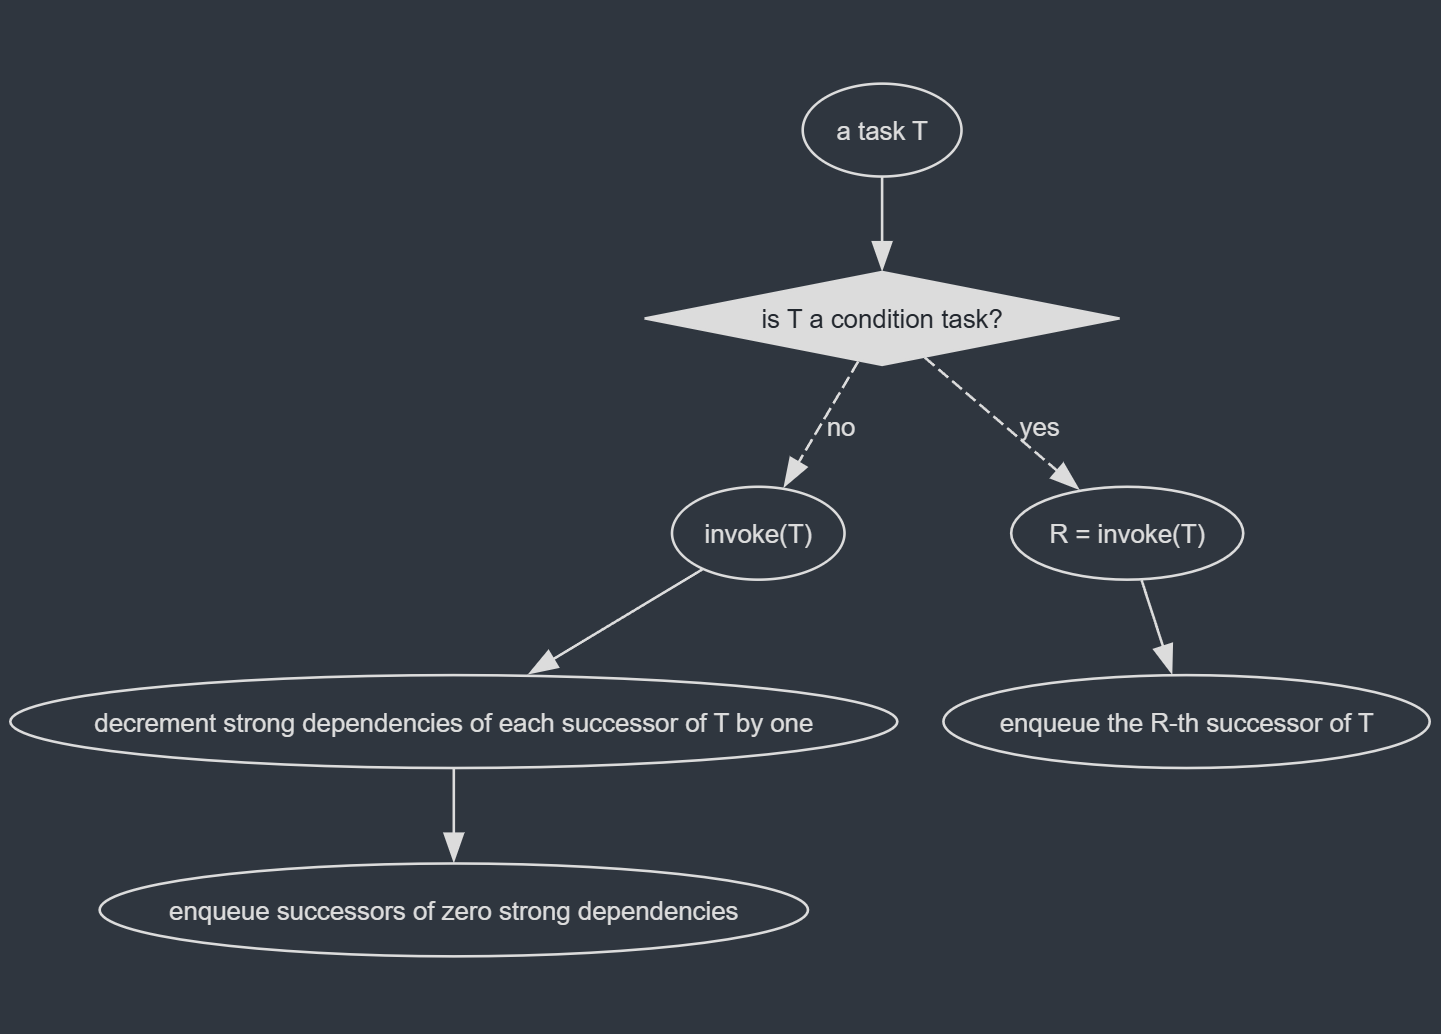 a task T
is T a condition task?
no
yes
invoke(T)
R = invoke(T)
decrement strong dependencies of each successor of T by one
enqueue the R-th successor of T
enqueue successors of zero strong dependencies